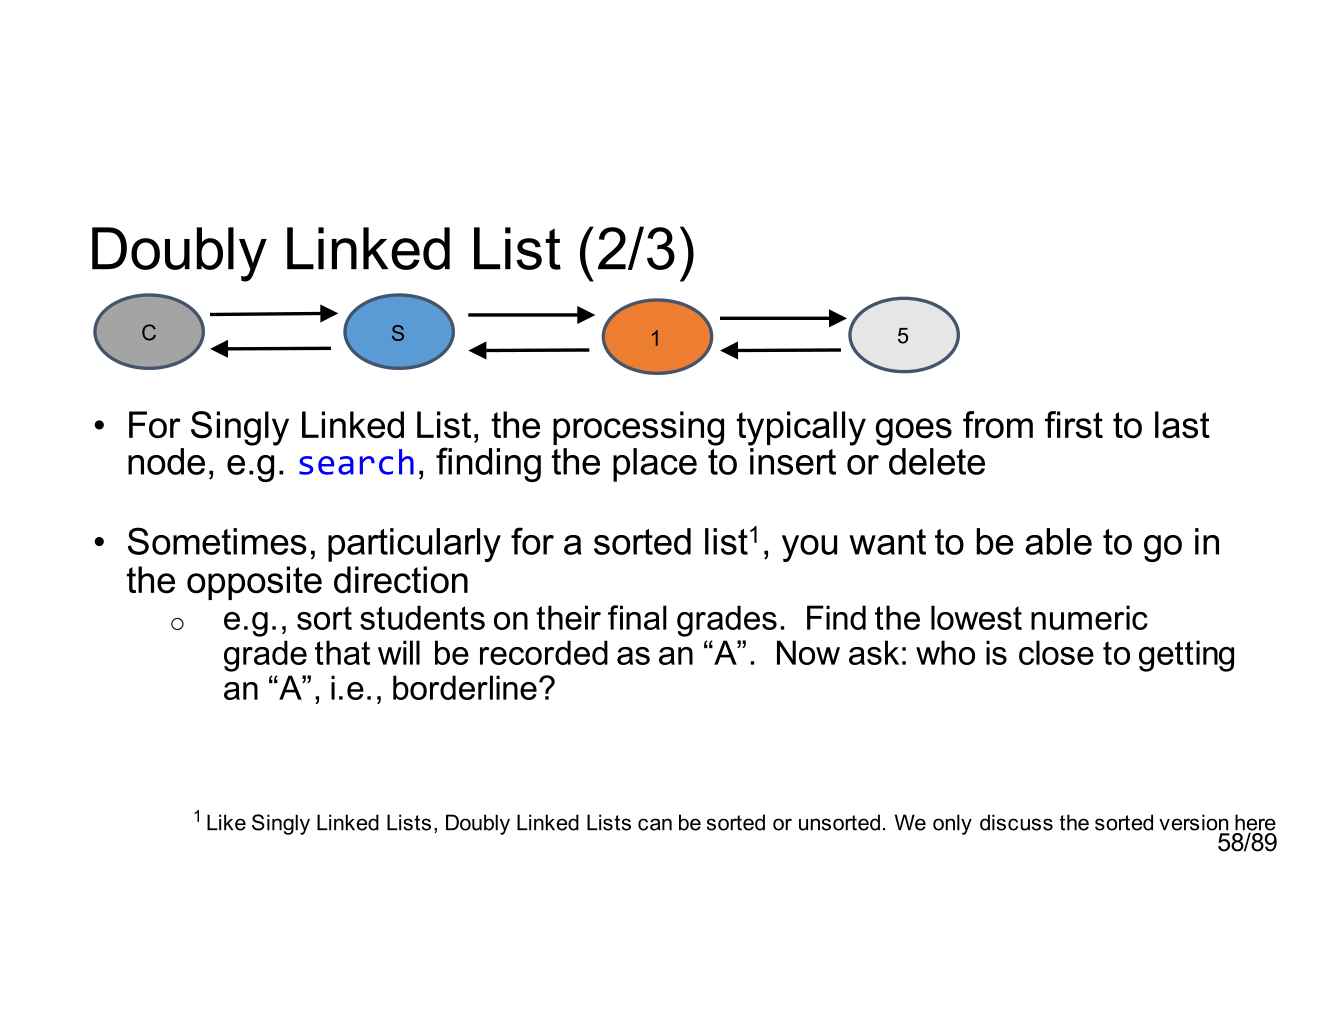 Doubly Linked List (2/3)
C S 1 5
• For Singly Linked List, the processing typically goes from first to last
node, e.g. search, finding the place to insert or delete
• Sometimes, particularly for a sorted list¹, you want to be able to go in
the opposite direction
o e.g., sort students on their final grades. Find the lowest numeric
grade that will be recorded as an “A”. Now ask: who is close to getting
an “A”, i.e., borderline?
¹ Like Singly Linked Lists, Doubly Linked Lists can be sorted or unsorted. We only discuss the sorted version here
58/89